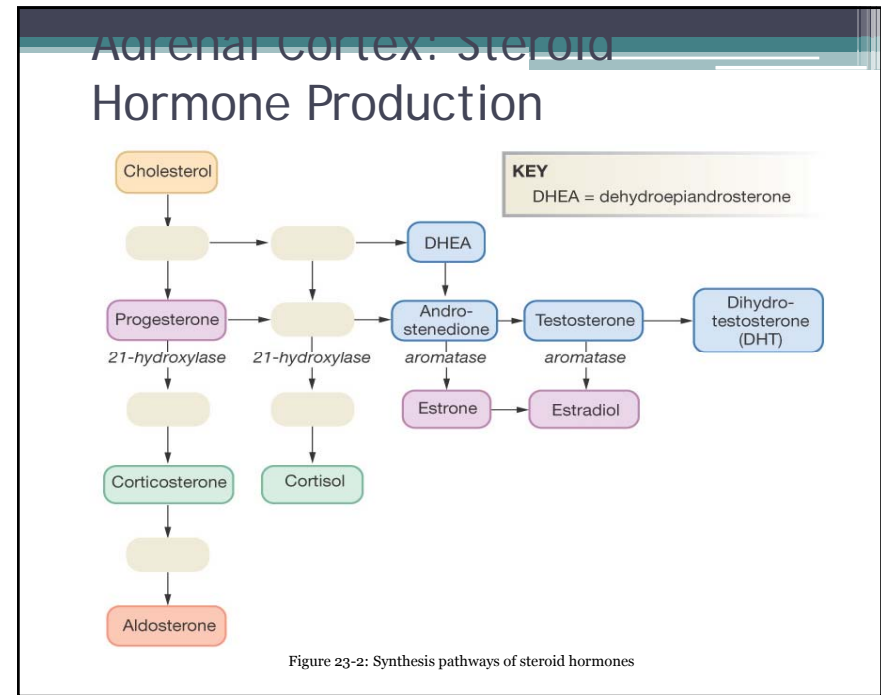 Adrenal Cortex: Steroid
Hormone Production
Cholesterol
KEY
DHEA = dehydroepiandrosterone
DHEA
Progesterone
Andro-
stenedione
Testosterone
Dihydro-
testosterone
(DHT)
21-hydroxylase
21-hydroxylase
aromatase
aromatase
Estrone
Estradiol
Corticosterone
Cortisol
Aldosterone
Figure 23-2: Synthesis pathways of steroid hormones